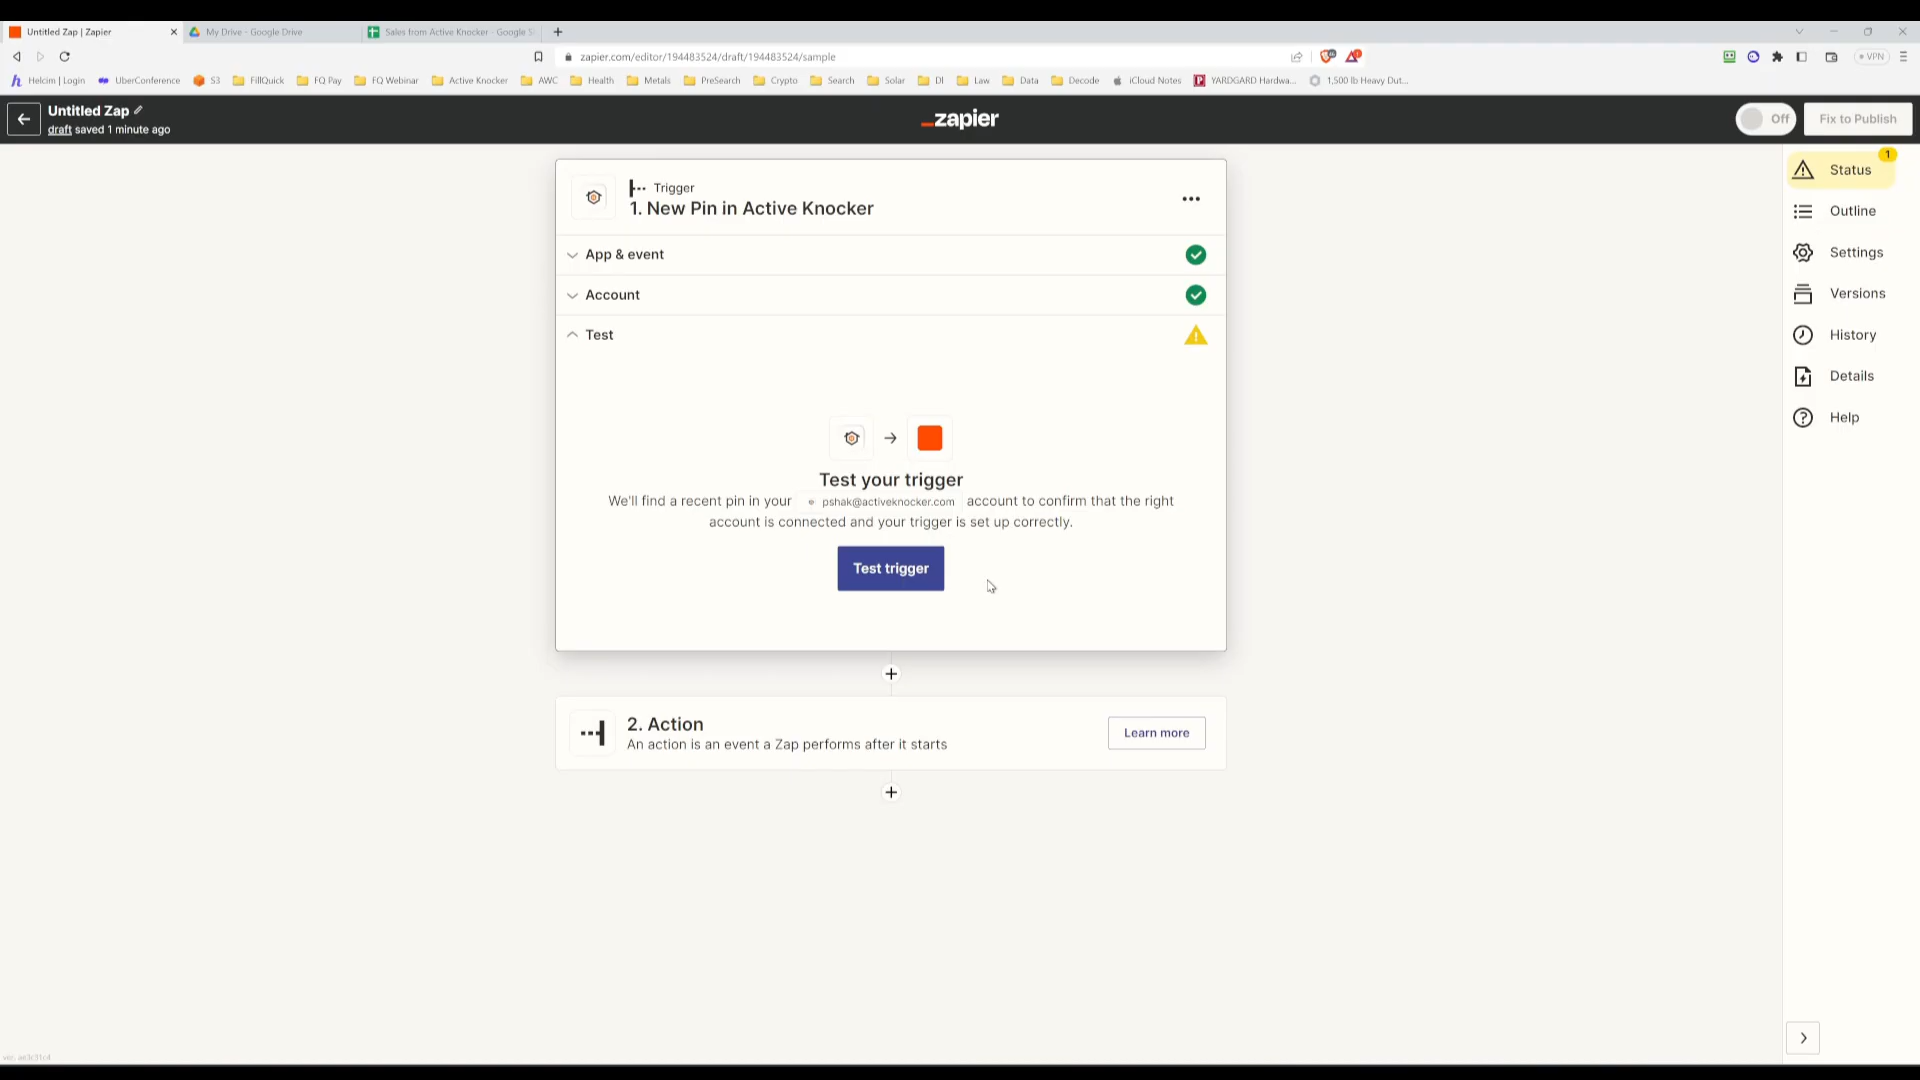 Untitled Zap | Zapier
My Drive - Google Drive
Sales from Active Knocker - Google S
zapier.com/editor/194483524/draft/194483524/sample
VPN
Helcim | Login
UberConference
S3
FillQuick
FQ Pay
FQ Webinar
Active Knocker
AWC
Health
Metals
PreSearch
Crypto
Search
Solar
DI
Law
Data
Decode
iCloud Notes
YARDGARD Hardwa...
1,500 lb Heavy Dut...
Untitled Zap
draft saved 1 minute ago
zapier
Off
Fix to Publish
Trigger
1. New Pin in Active Knocker
App & event
Account
Test
Test your trigger
We'll find a recent pin in your pshak@activeknocker.com account to confirm that the right
account is connected and your trigger is set up correctly.
Test trigger
2. Action
An action is an event a Zap performs after it starts
Learn more
1
Status
Outline
Settings
Versions
History
Details
Help